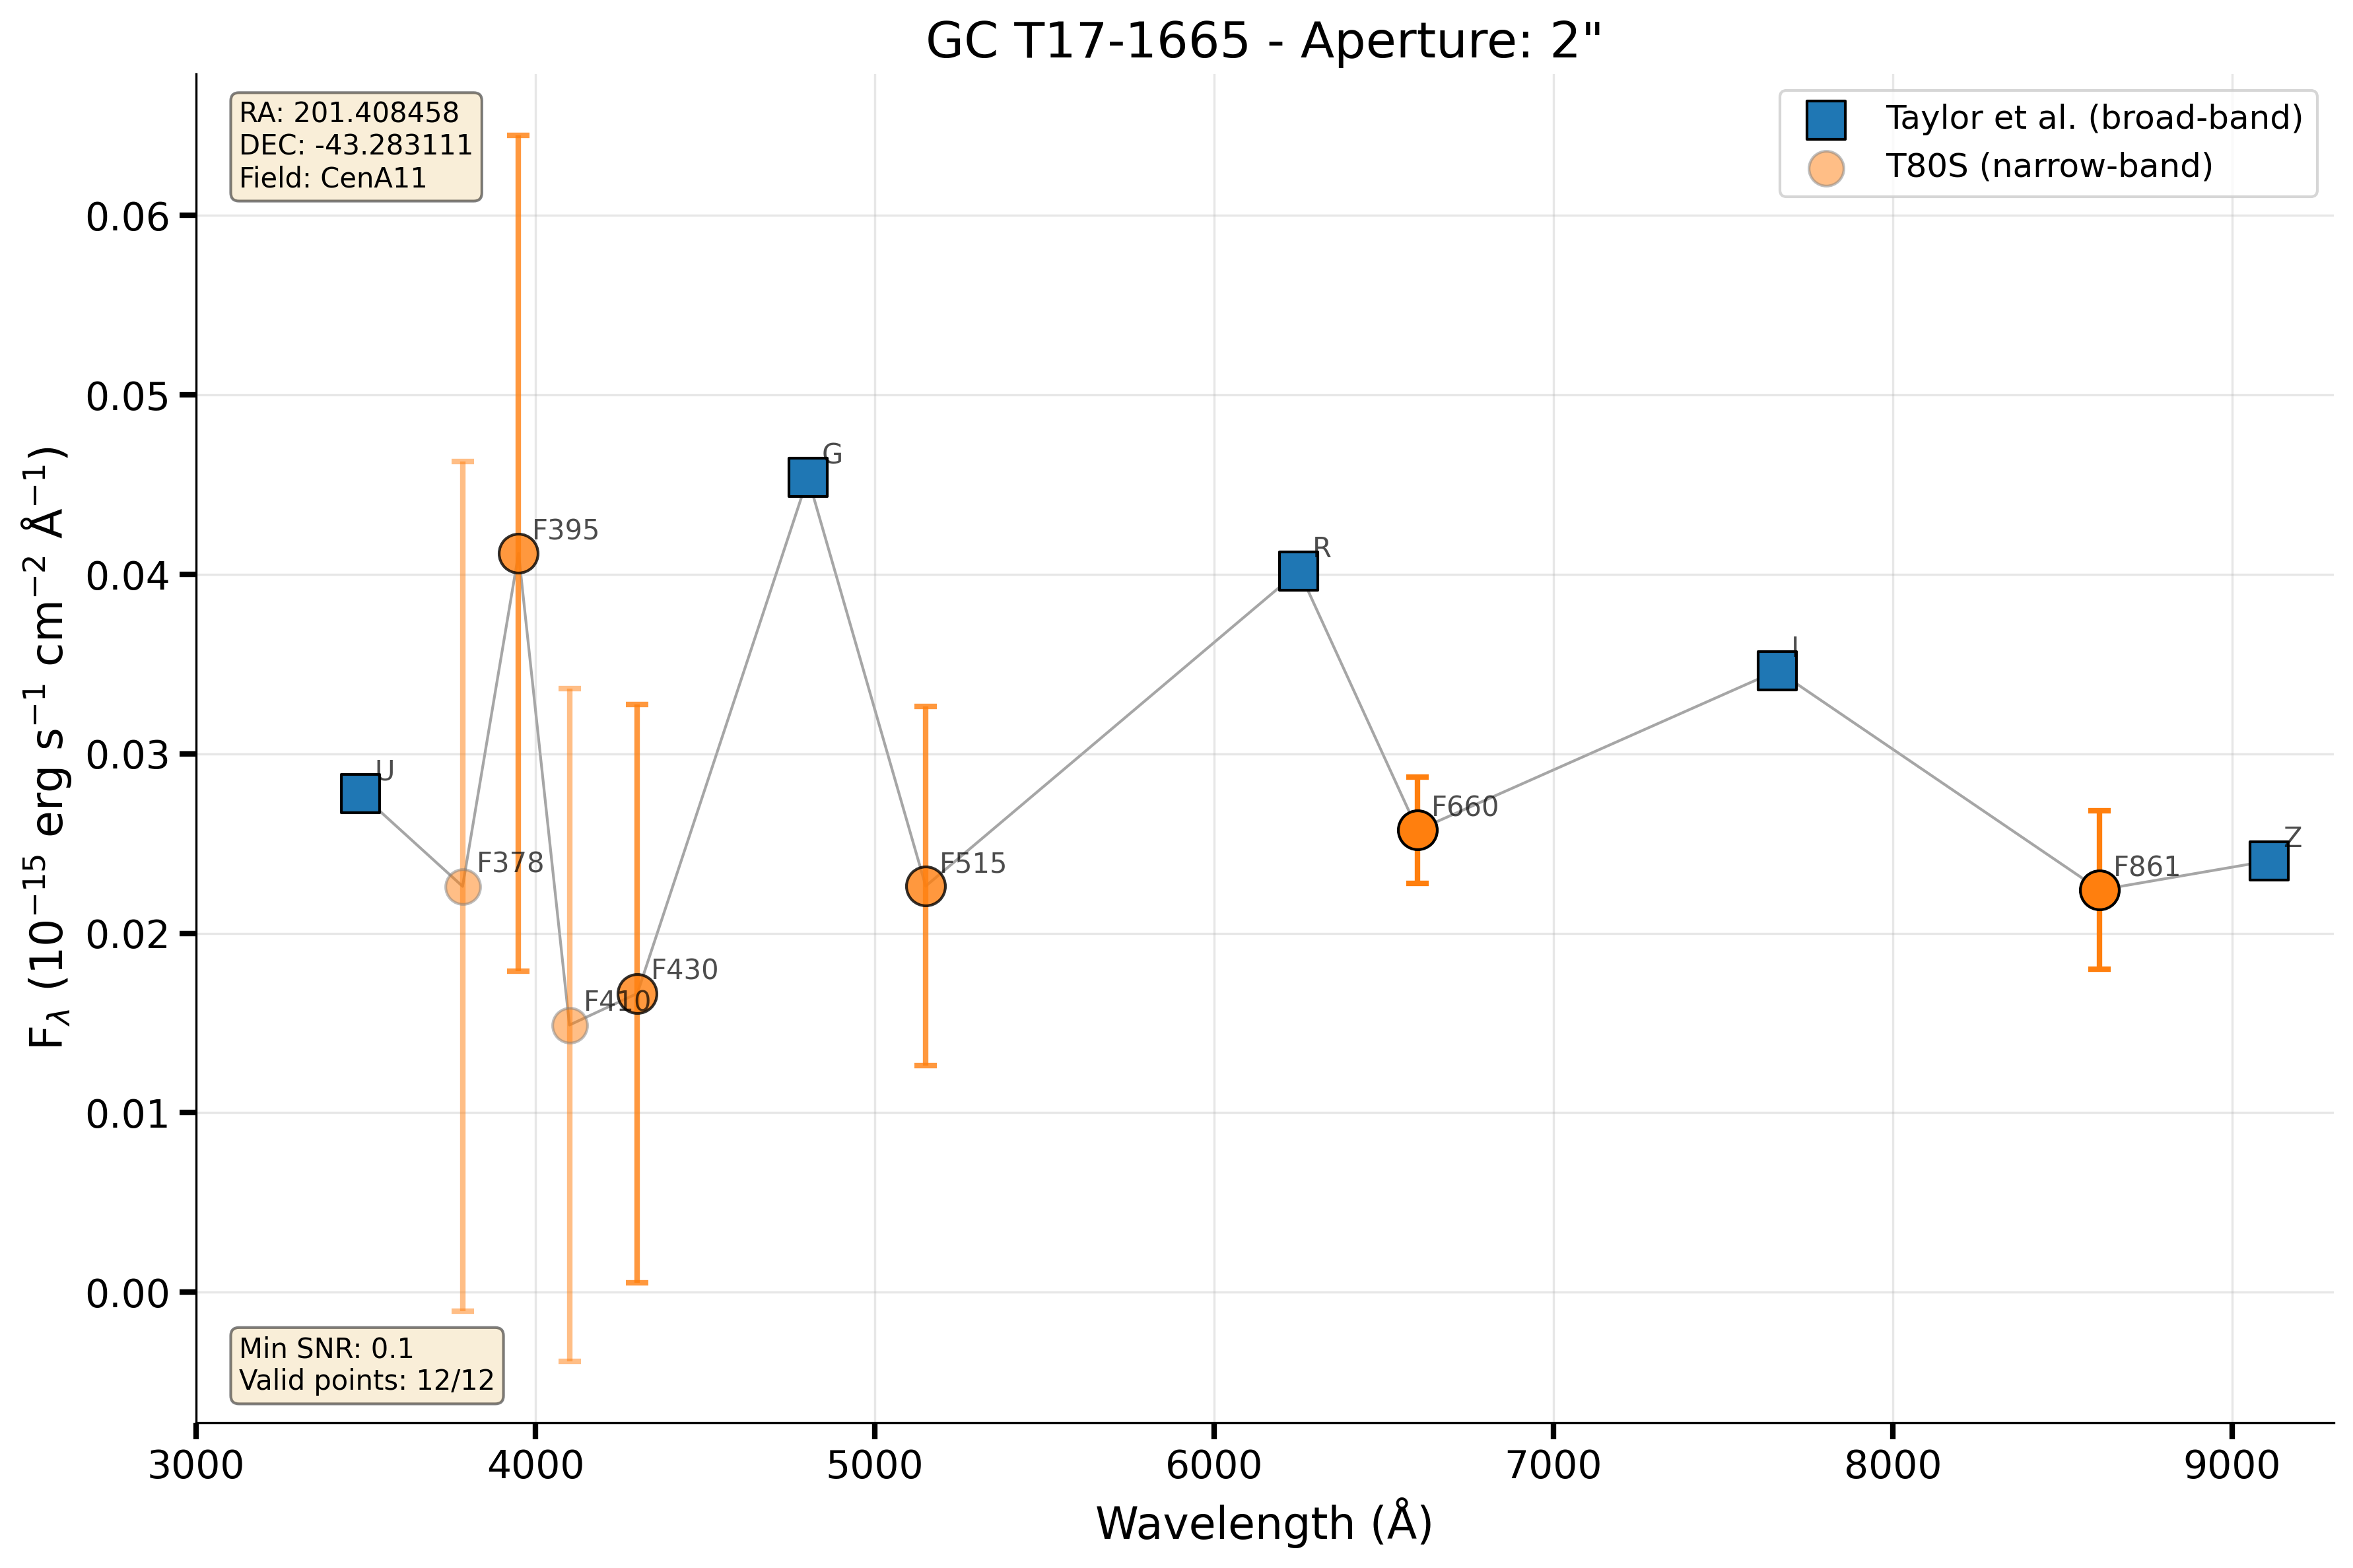 GC T17-1665 - Aperture: 2"
RA: 201.408458
DEC: -43.283111
Field: CenA11
Taylor et al. (broad-band)
T80S (narrow-band)
0.06
0.05
0.04
0.03
0.02
0.01
0.00
F_λ (10⁻¹⁵ erg s⁻¹ cm⁻² Å⁻¹)
U
F378
F395
F410
F430
G
F515
R
F660
I
F861
Z
Min SNR: 0.1
Valid points: 12/12
3000 4000 5000 6000 7000 8000 9000
Wavelength (Å)